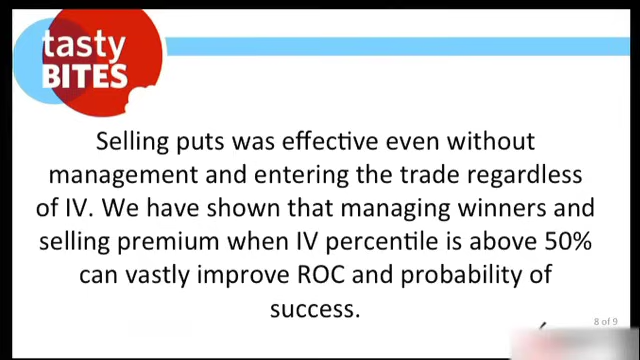 tasty
BITES
Selling puts was effective even without
management and entering the trade regardless
of IV. We have shown that managing winners and
selling premium when IV percentile is above 50%
can vastly improve ROC and probability of
success.
8 of 9